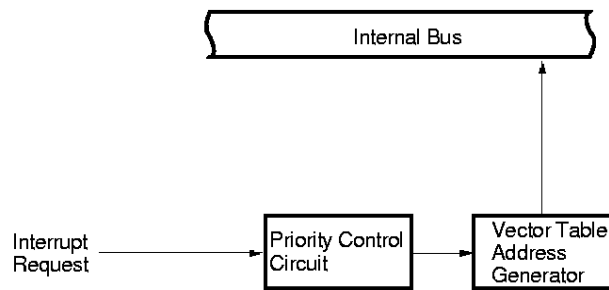 Internal Bus
Interrupt
Request
Priority Control
Circuit
Vector Table
Address
Generator